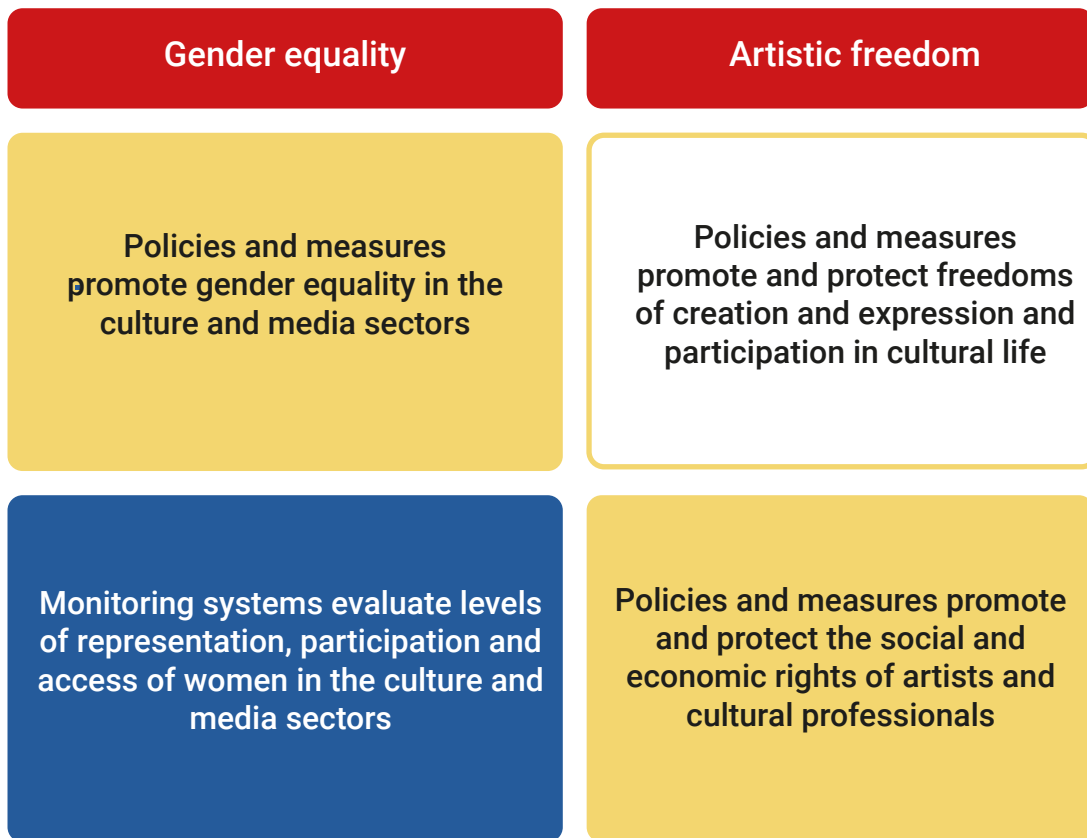 Gender equality
Artistic freedom
Policies and measures
promote gender equality in the
culture and media sectors
Policies and measures
promote and protect freedoms
of creation and expression and
participation in cultural life
Monitoring systems evaluate levels
of representation, participation and
access of women in the culture and
media sectors
Policies and measures promote
and protect the social and
economic rights of artists and
cultural professionals